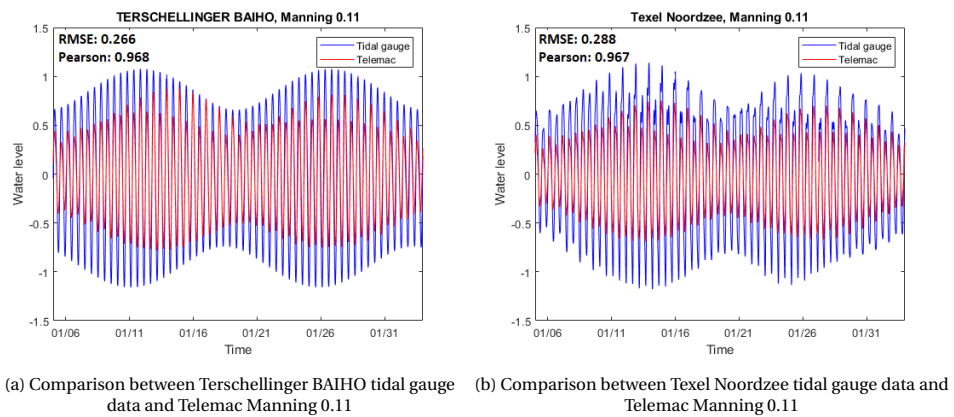 TERSCHELLINGER BAIHO, Manning 0.11
RMSE: 0.266
Pearson: 0.968
Tidal gauge
Telemac
1.5
1
0.5
0
-0.5
-1
-1.5
Water level
01/06
01/11
01/16
01/21
01/26
01/31
Time
(a) Comparison between Terschellinger BAIHO tidal gauge
data and Telemac Manning 0.11
Texel Noordzee, Manning 0.11
RMSE: 0.288
Pearson: 0.967
Tidal gauge
Telemac
1.5
1
0.5
0
-0.5
-1
-1.5
Water level
01/06
01/11
01/16
01/21
01/26
01/31
Time
(b) Comparison between Texel Noordzee tidal gauge data and
Telemac Manning 0.11